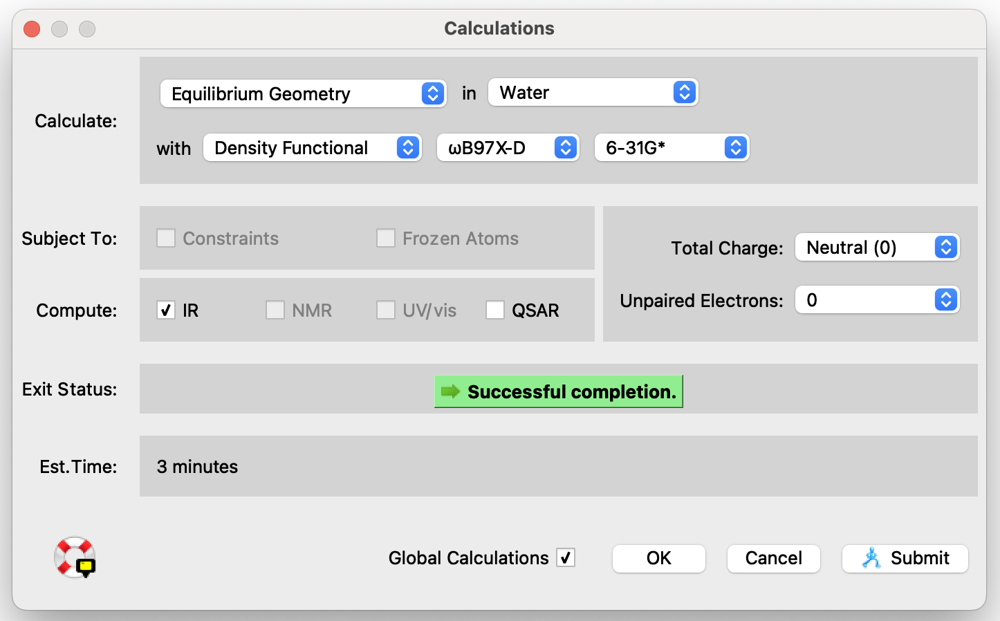 Calculations
Calculate:
Equilibrium Geometry in Water
with Density Functional ωB97X-D 6-31G*
Subject To:
Constraints Frozen Atoms
Total Charge: Neutral (0)
Compute:
IR NMR UV/vis QSAR
Unpaired Electrons: 0
Exit Status:
Successful completion.
Est.Time:
3 minutes
Global Calculations OK Cancel Submit